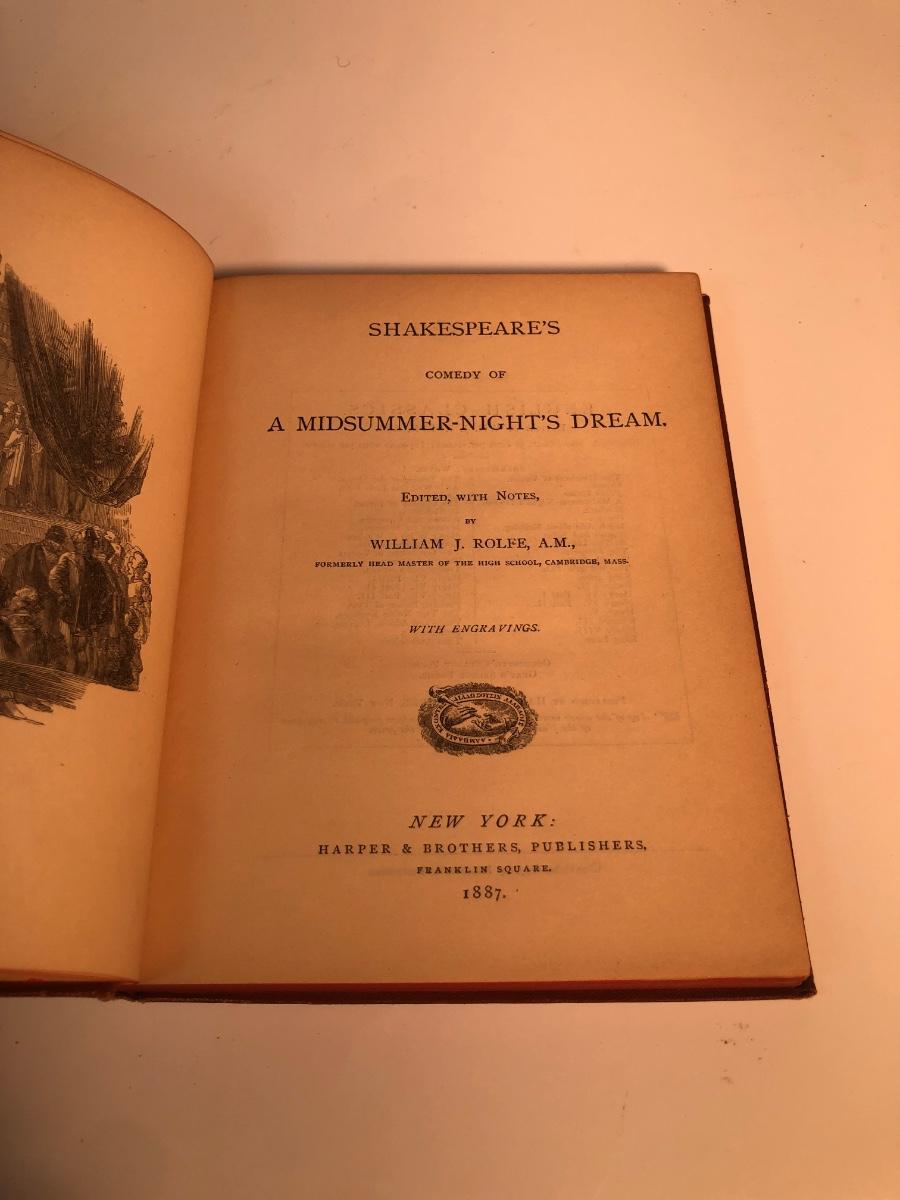 SHAKESPEARE'S
COMEDY OF
A MIDSUMMER-NIGHT'S DREAM.
EDITED, WITH NOTES,
BY
WILLIAM J. ROLFE, A.M.,
FORMERLY HEAD MASTER OF THE HIGH SCHOOL, CAMBRIDGE, MASS.
WITH ENGRAVINGS.
NEW YORK:
HARPER & BROTHERS, PUBLISHERS,
FRANKLIN SQUARE.
1887.